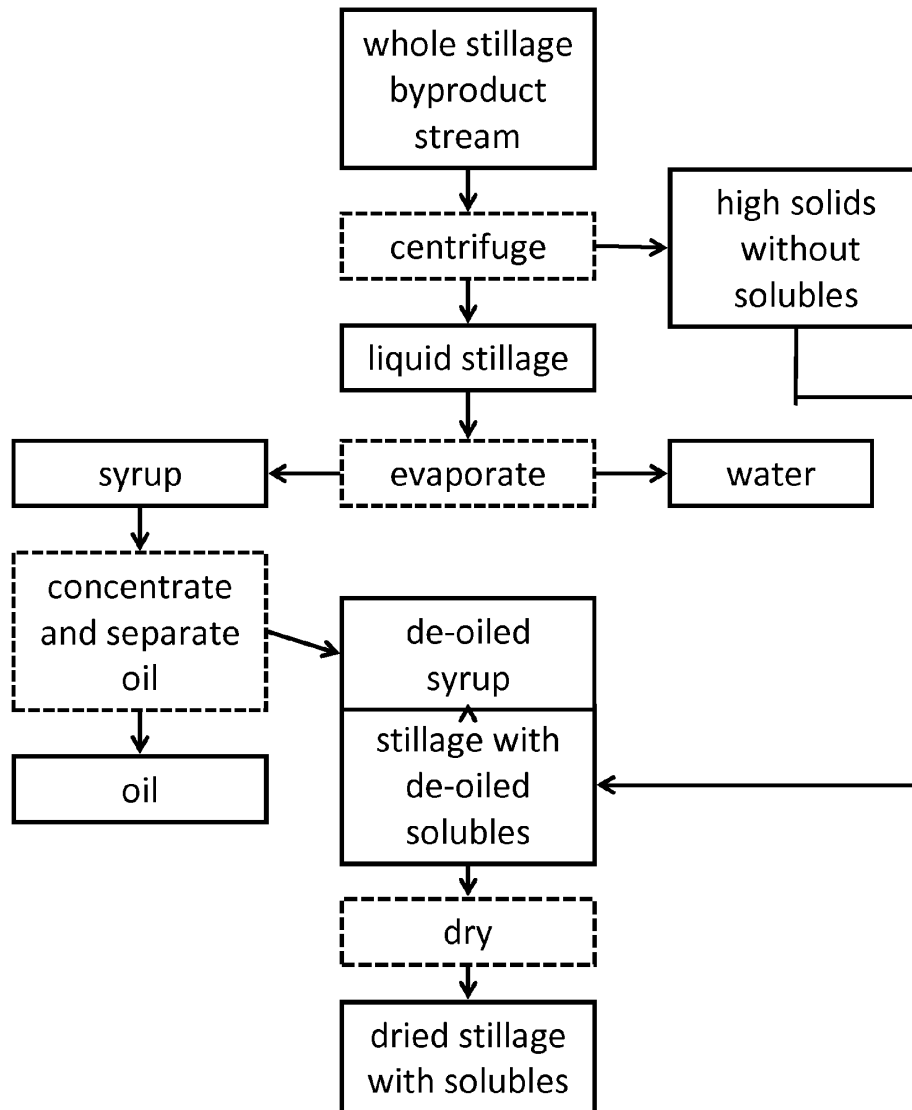 whole stillage
byproduct
stream
centrifuge
high solids
without
solubles
liquid stillage
syrup
evaporate
water
concentrate
and separate
oil
de-oiled
syrup
stillage with
de-oiled
solubles
oil
dry
dried stillage
with solubles